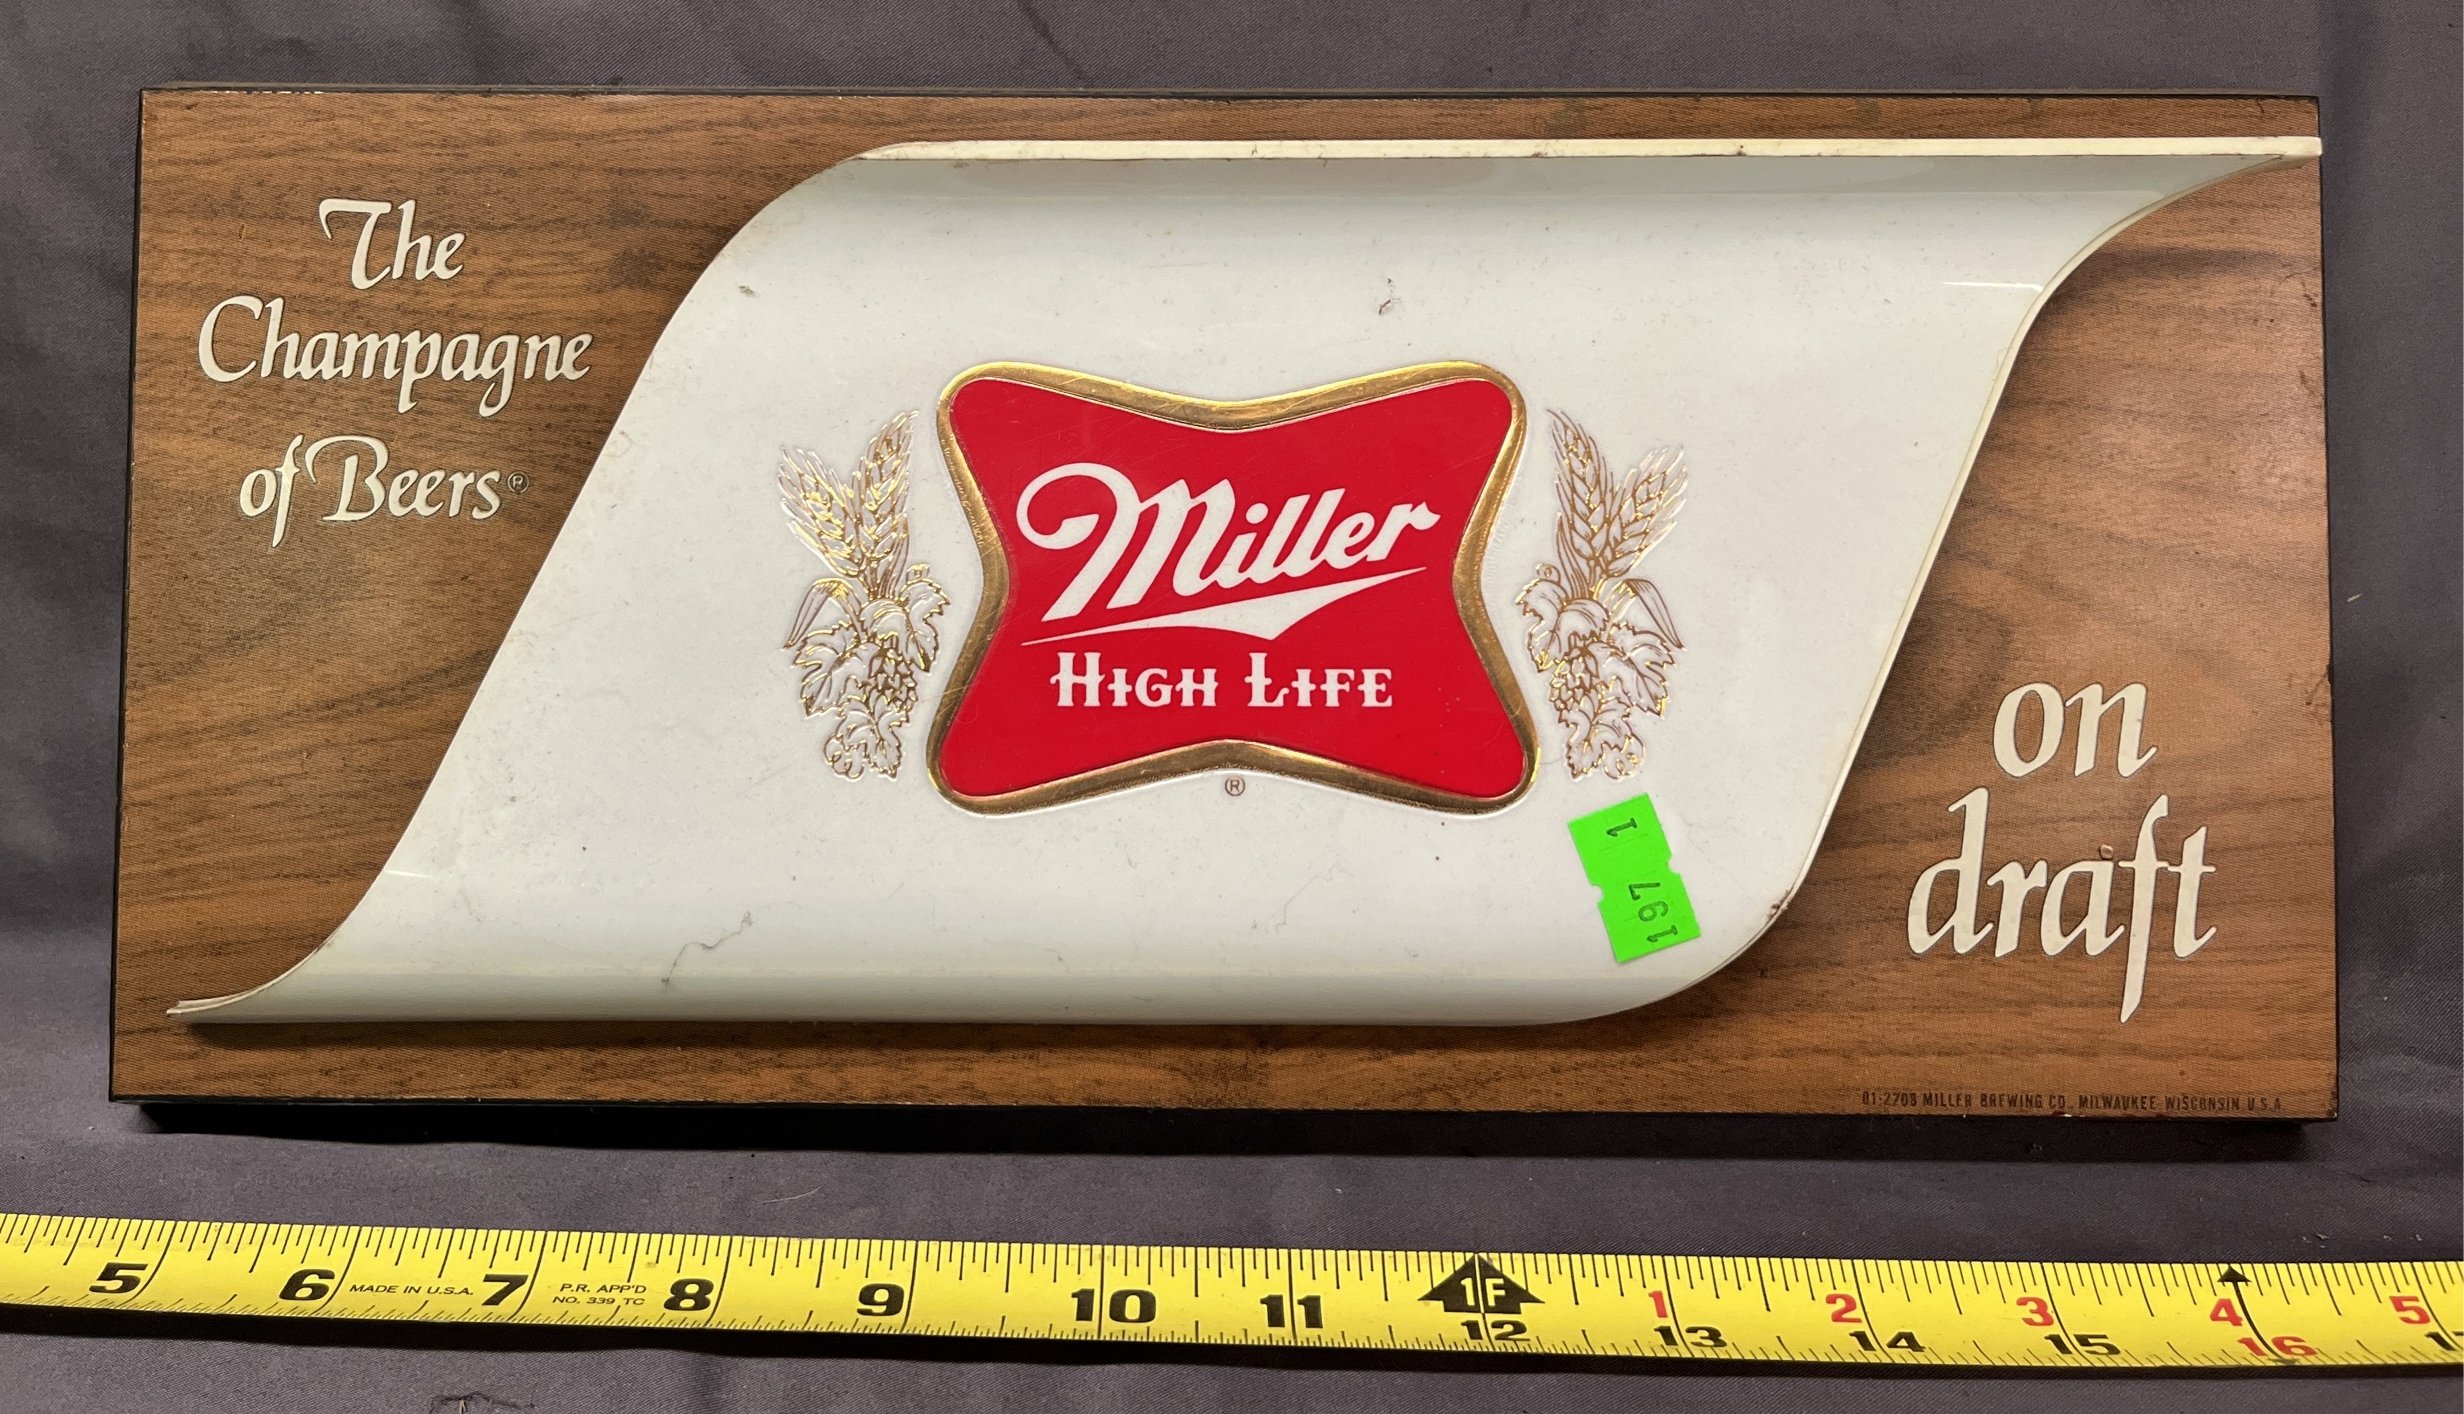 The
Champagne
of Beers®
Miller
High Life
®
197 1
on
draft
01-2209 MILLER BREWING CO., MILWAUKEE, WISCONSIN, U.S.A.
5 6 MADE IN U.S.A. 7 P.R. APP'D 8 9 10 11 1F 1 2 3 4 5
NO. 339 TC
12 13 14 15 16